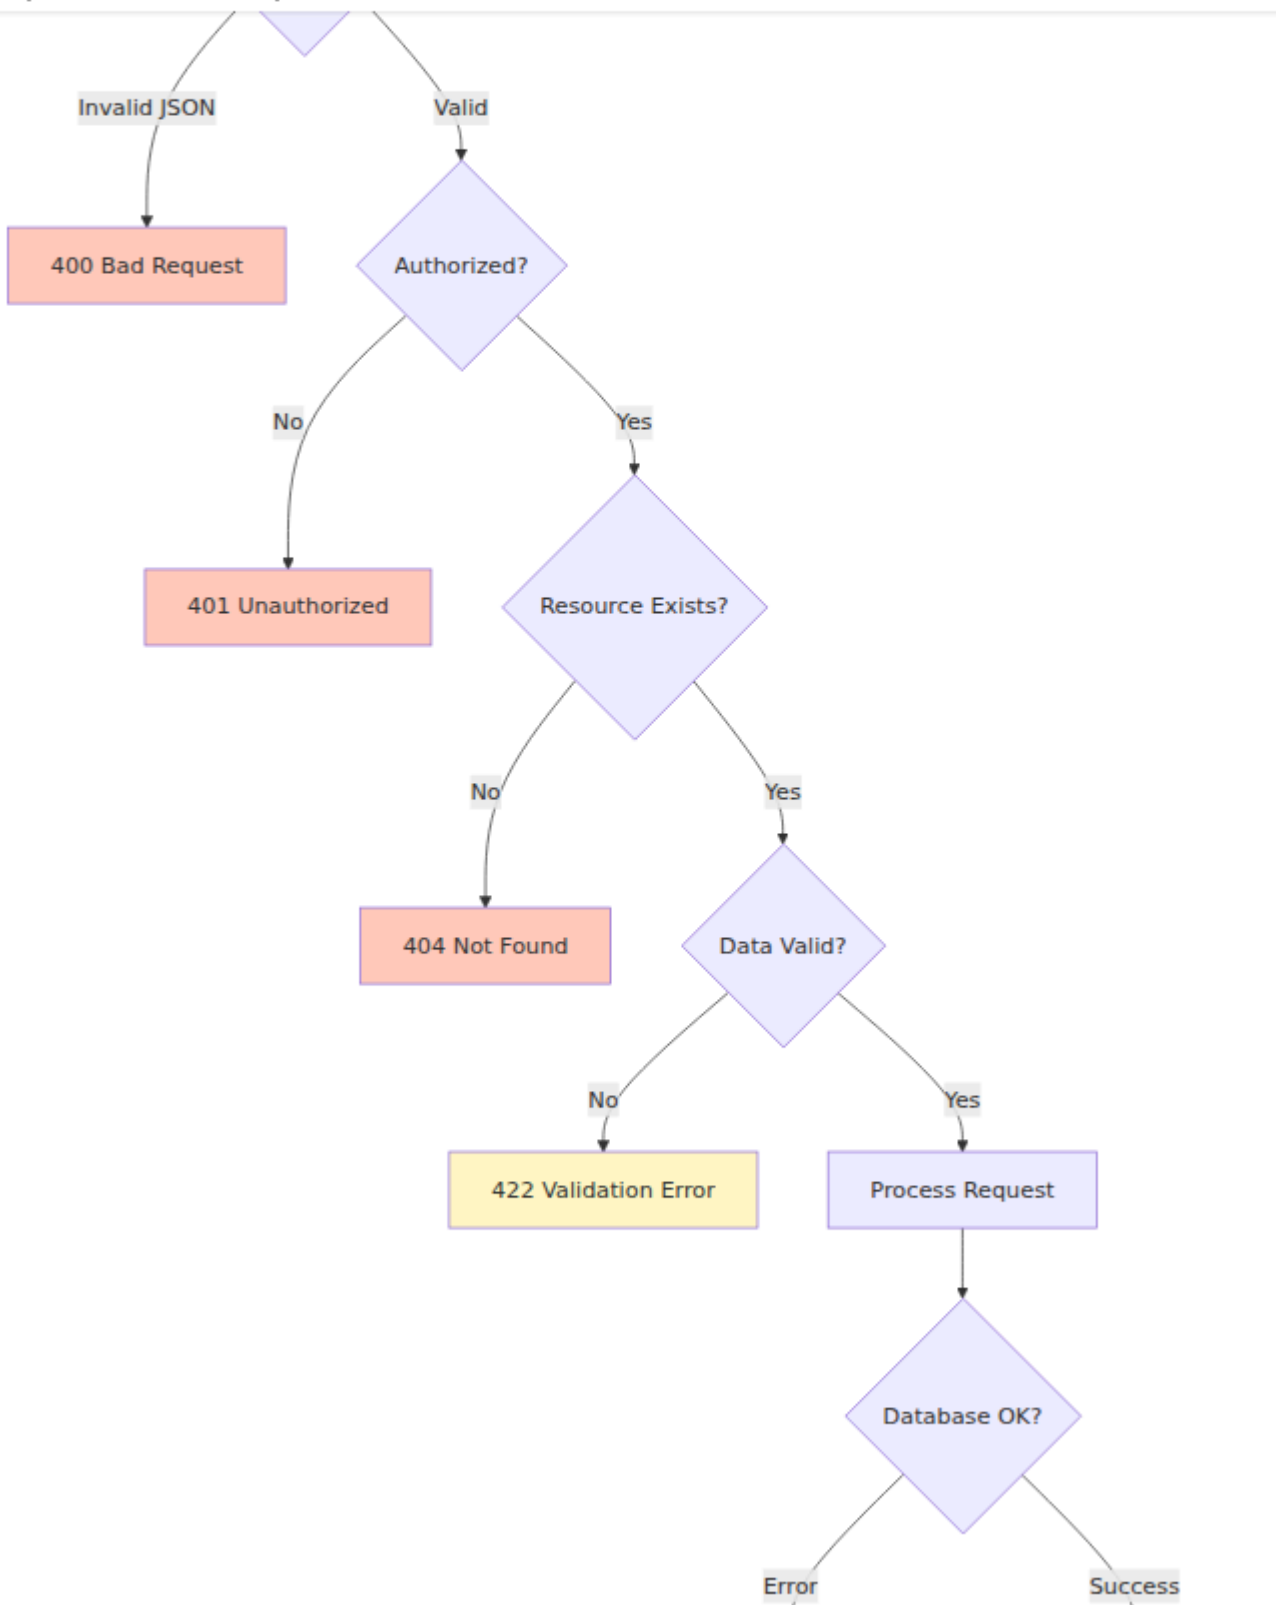 Invalid JSON
Valid
400 Bad Request
Authorized?
No
Yes
401 Unauthorized
Resource Exists?
No
Yes
404 Not Found
Data Valid?
No
Yes
422 Validation Error
Process Request
Database OK?
Error
Success